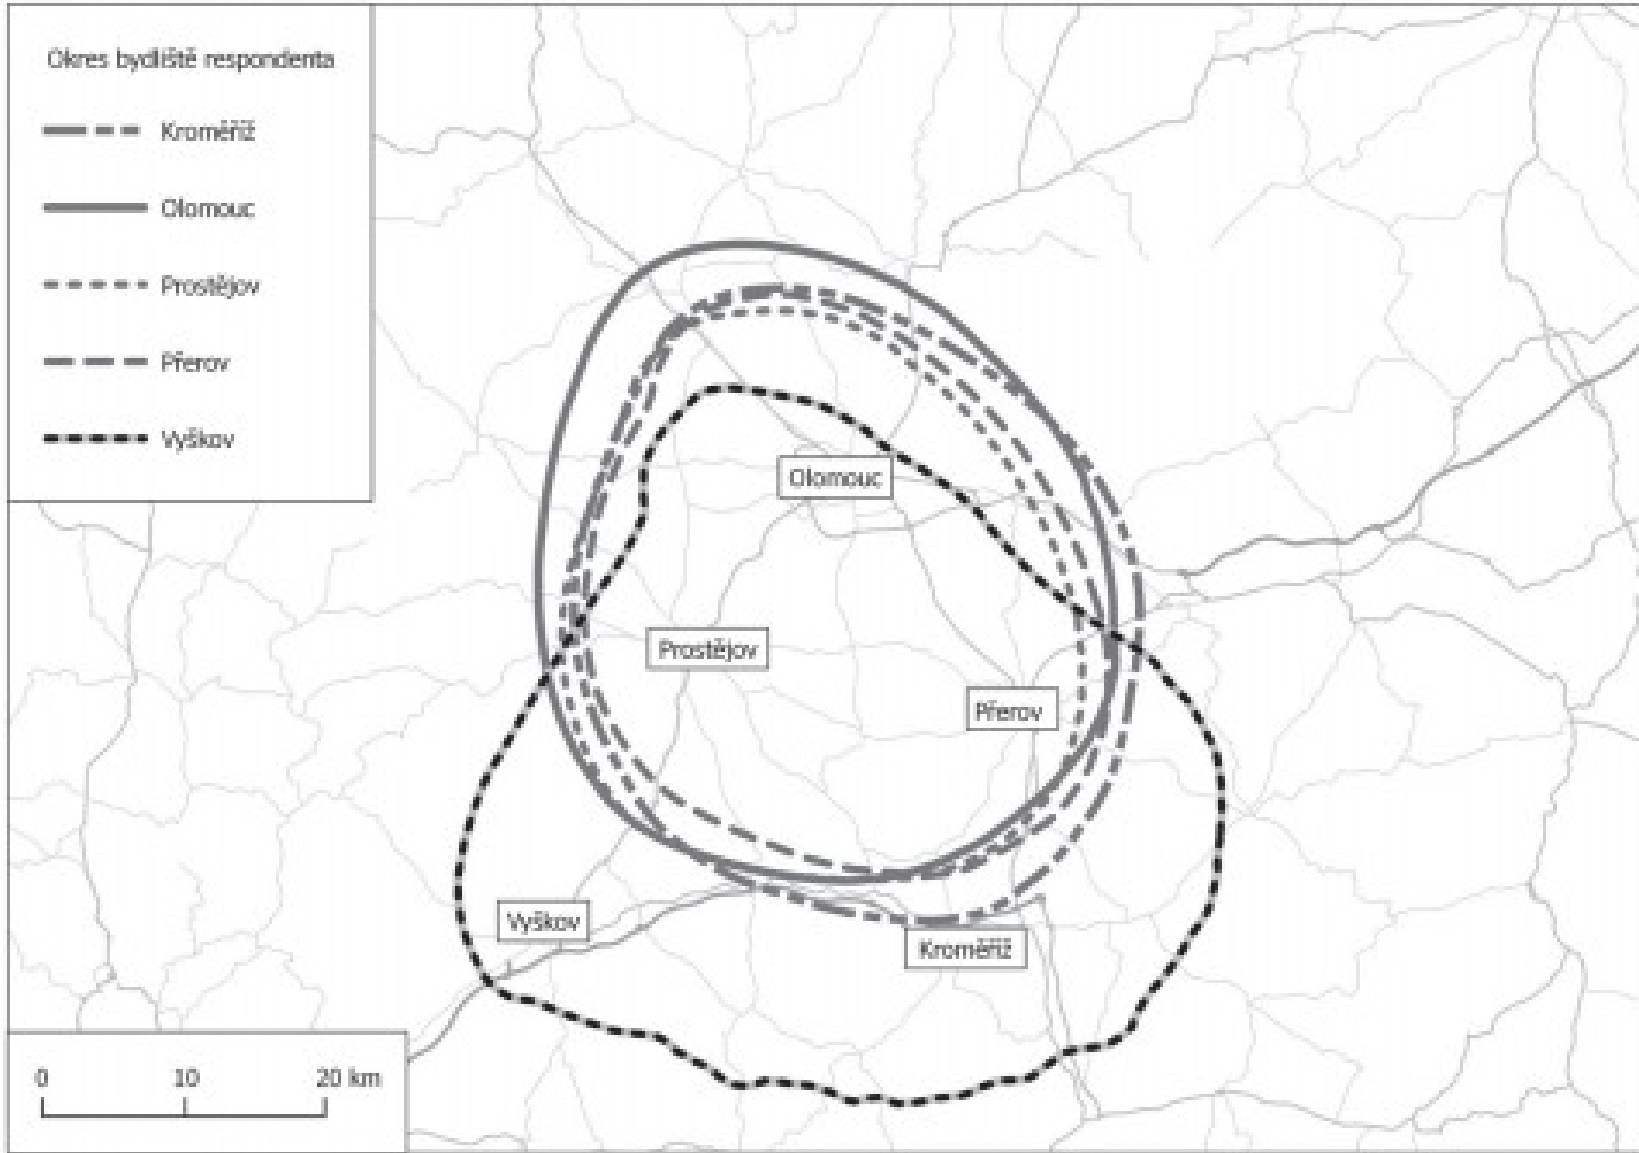 Okres bydliště respondenta
Kroměříž
Olomouc
Prostějov
Přerov
Vyškov
Olomouc
Prostějov
Přerov
Vyškov
Kroměříž
0 10 20 km